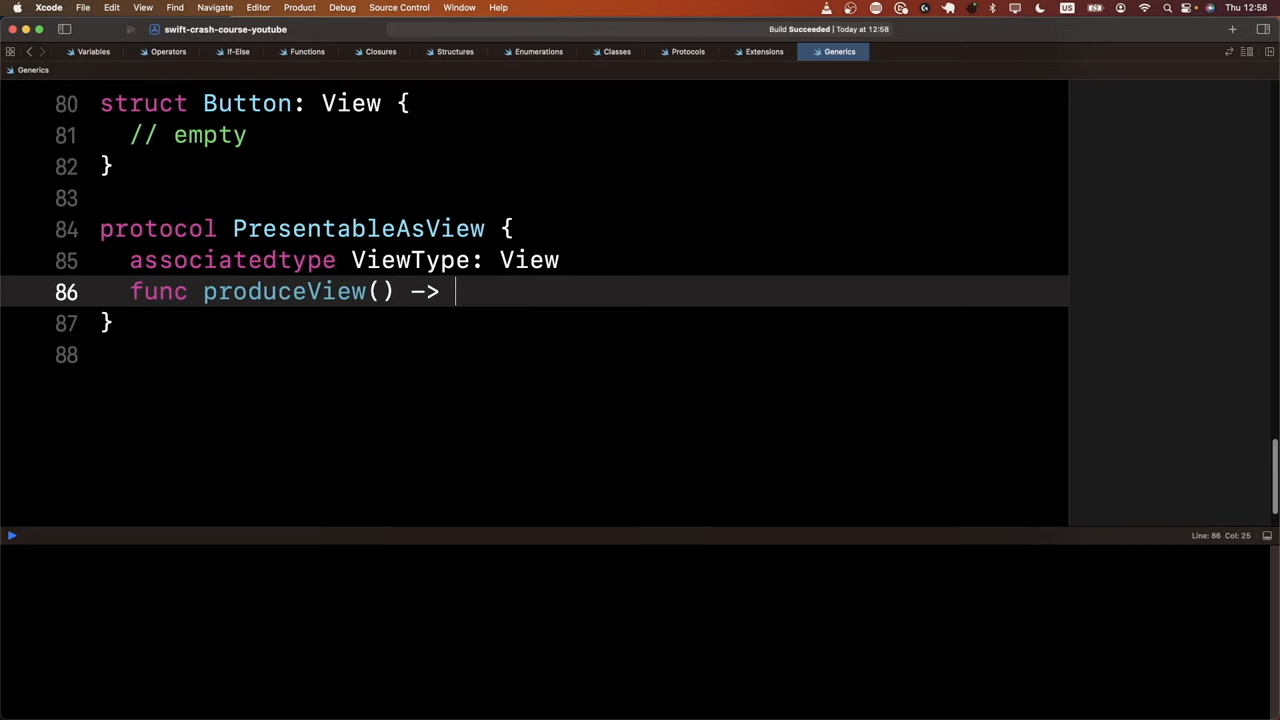 Xcode File Edit View Find Navigate Editor Product Debug Source Control Window Help US Thu 12:58
swift-crash-course-youtube Build Succeeded | Today at 12:58
Variables Operators If-Else Functions Closures Structures Enumerations Classes Protocols Extensions Generics
Generics
80 struct Button: View {
81 // empty
82 }
83
84 protocol PresentableAsView {
85 associatedtype ViewType: View
86 func produceView() ->
87 }
88
Line: 86 Col: 25